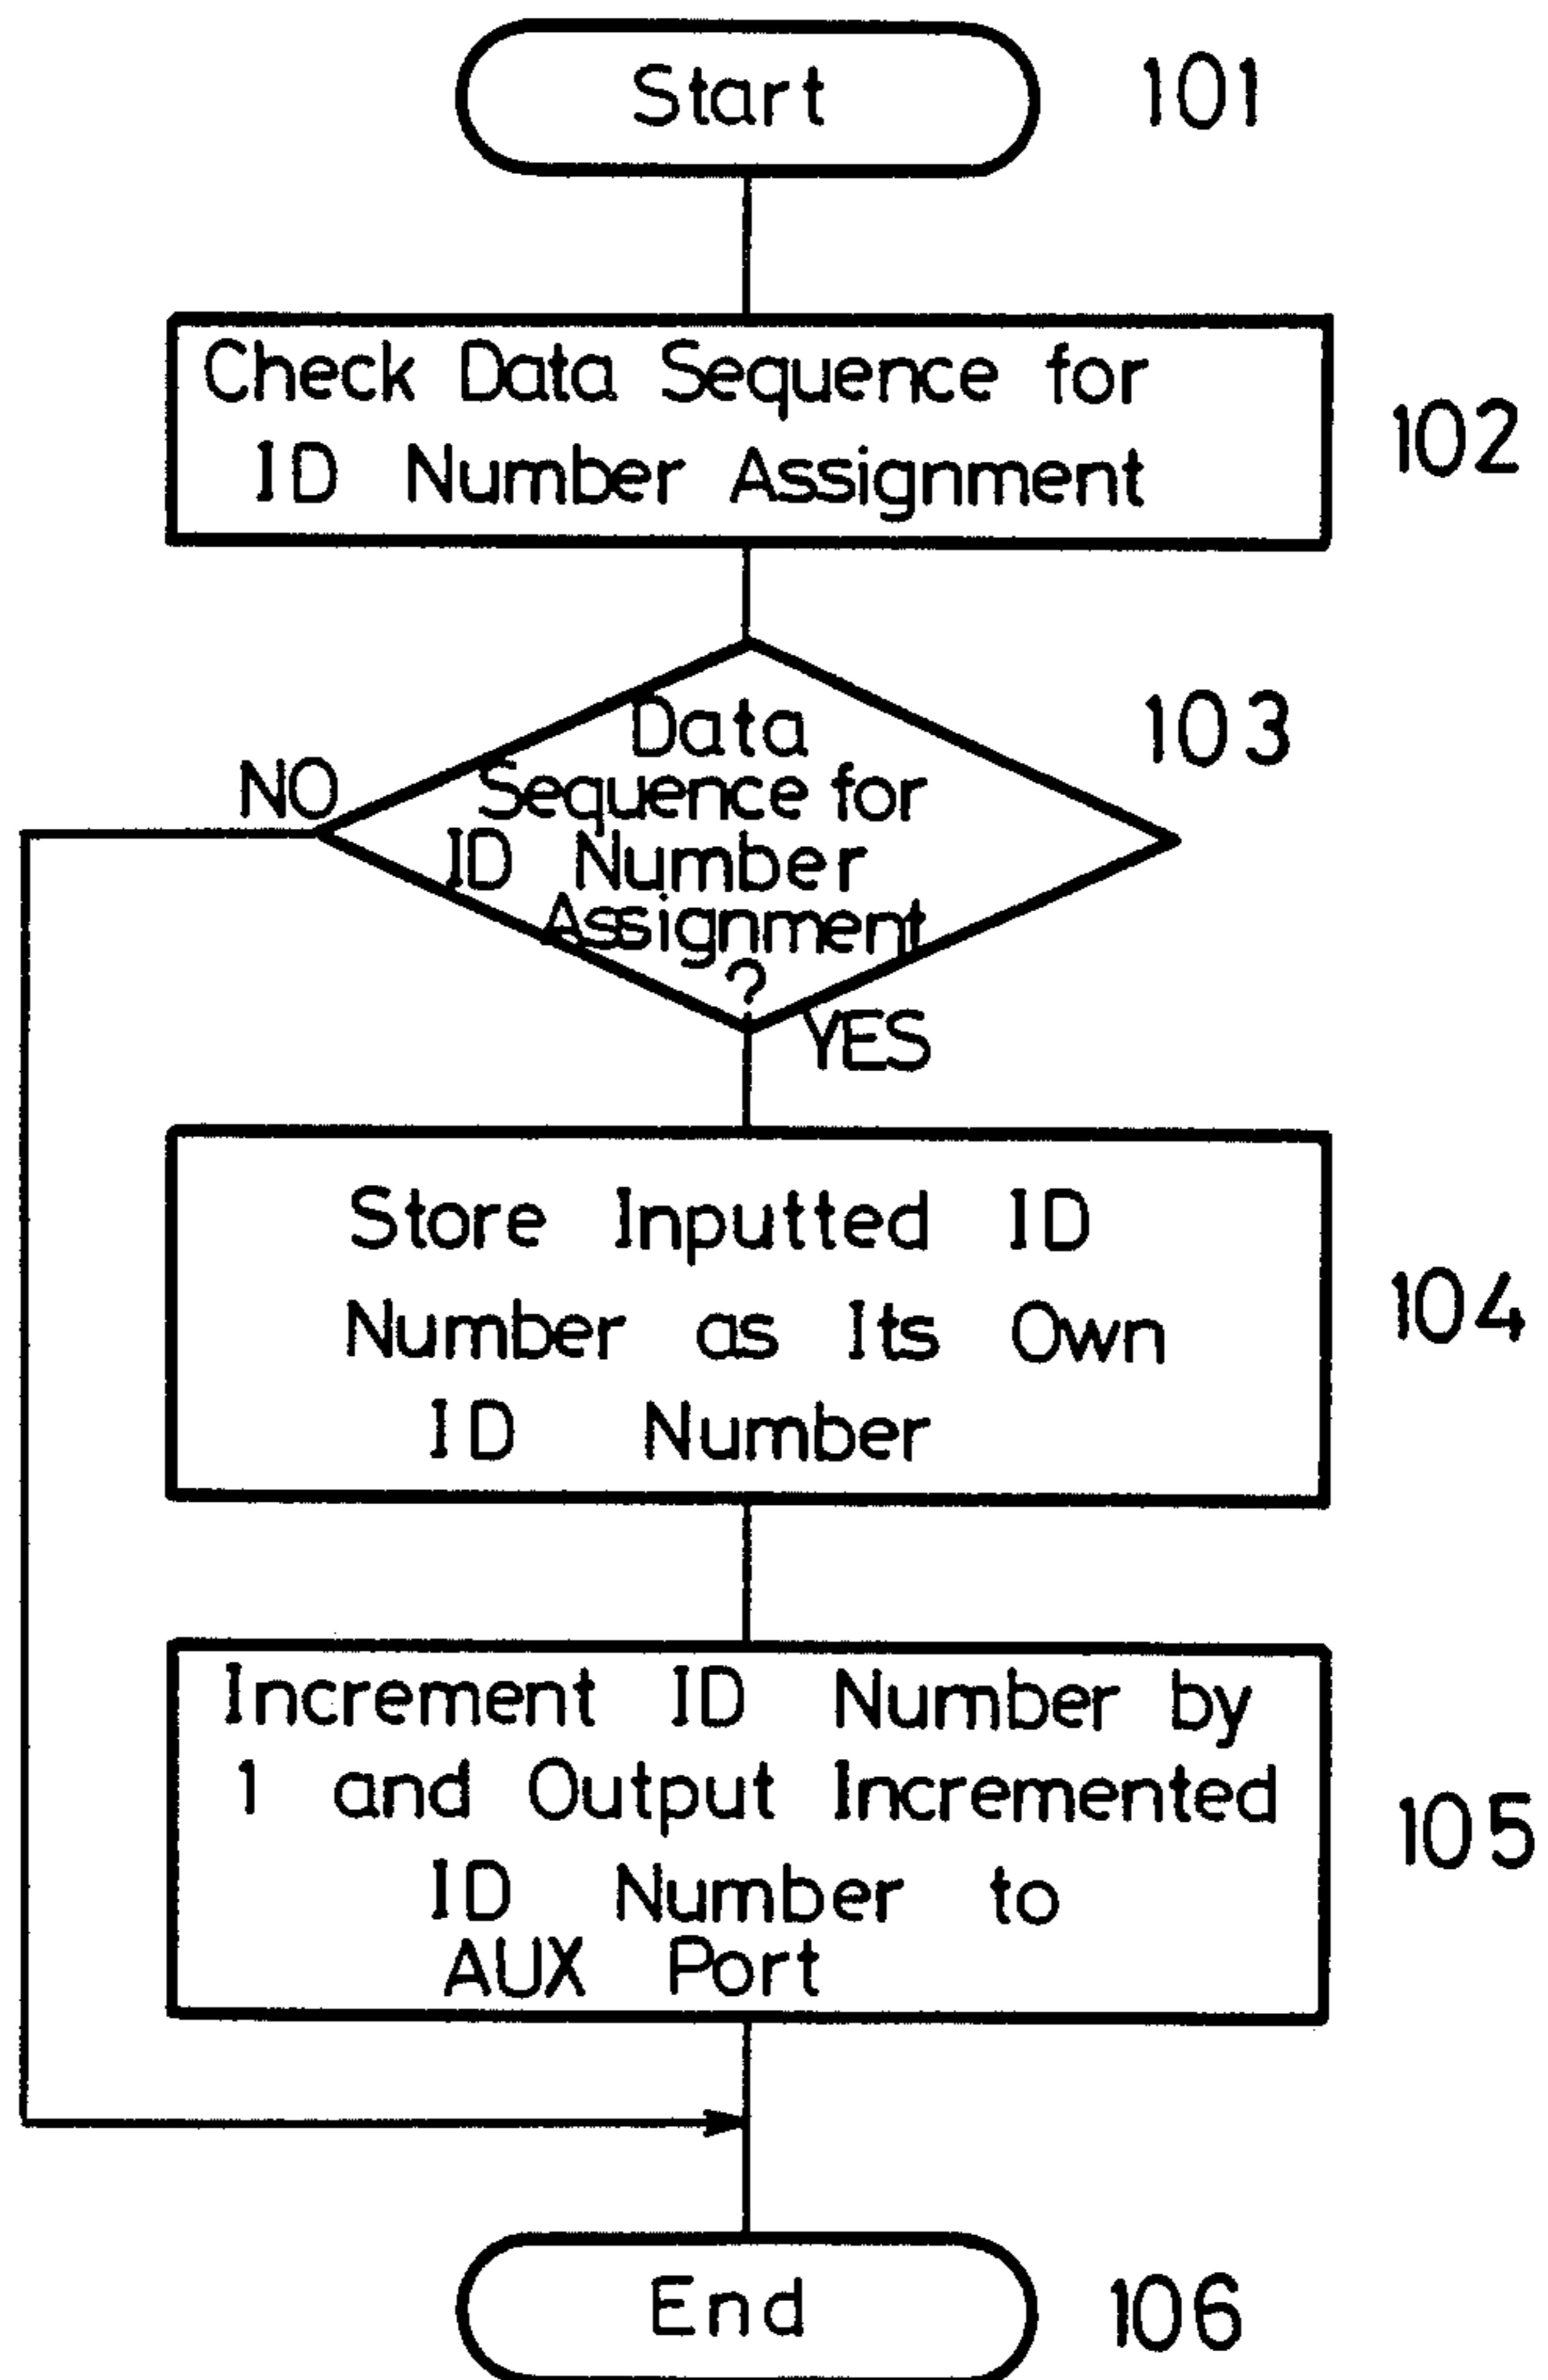 Start
101
Check Data Sequence for
ID Number Assignment
102
Data
Sequence for
ID Number
Assignment
?
103
NO
YES
Store Inputted ID
Number as Its Own
ID Number
104
Increment ID Number by
1 and Output Incremented
ID Number to
AUX Port
105
End
106